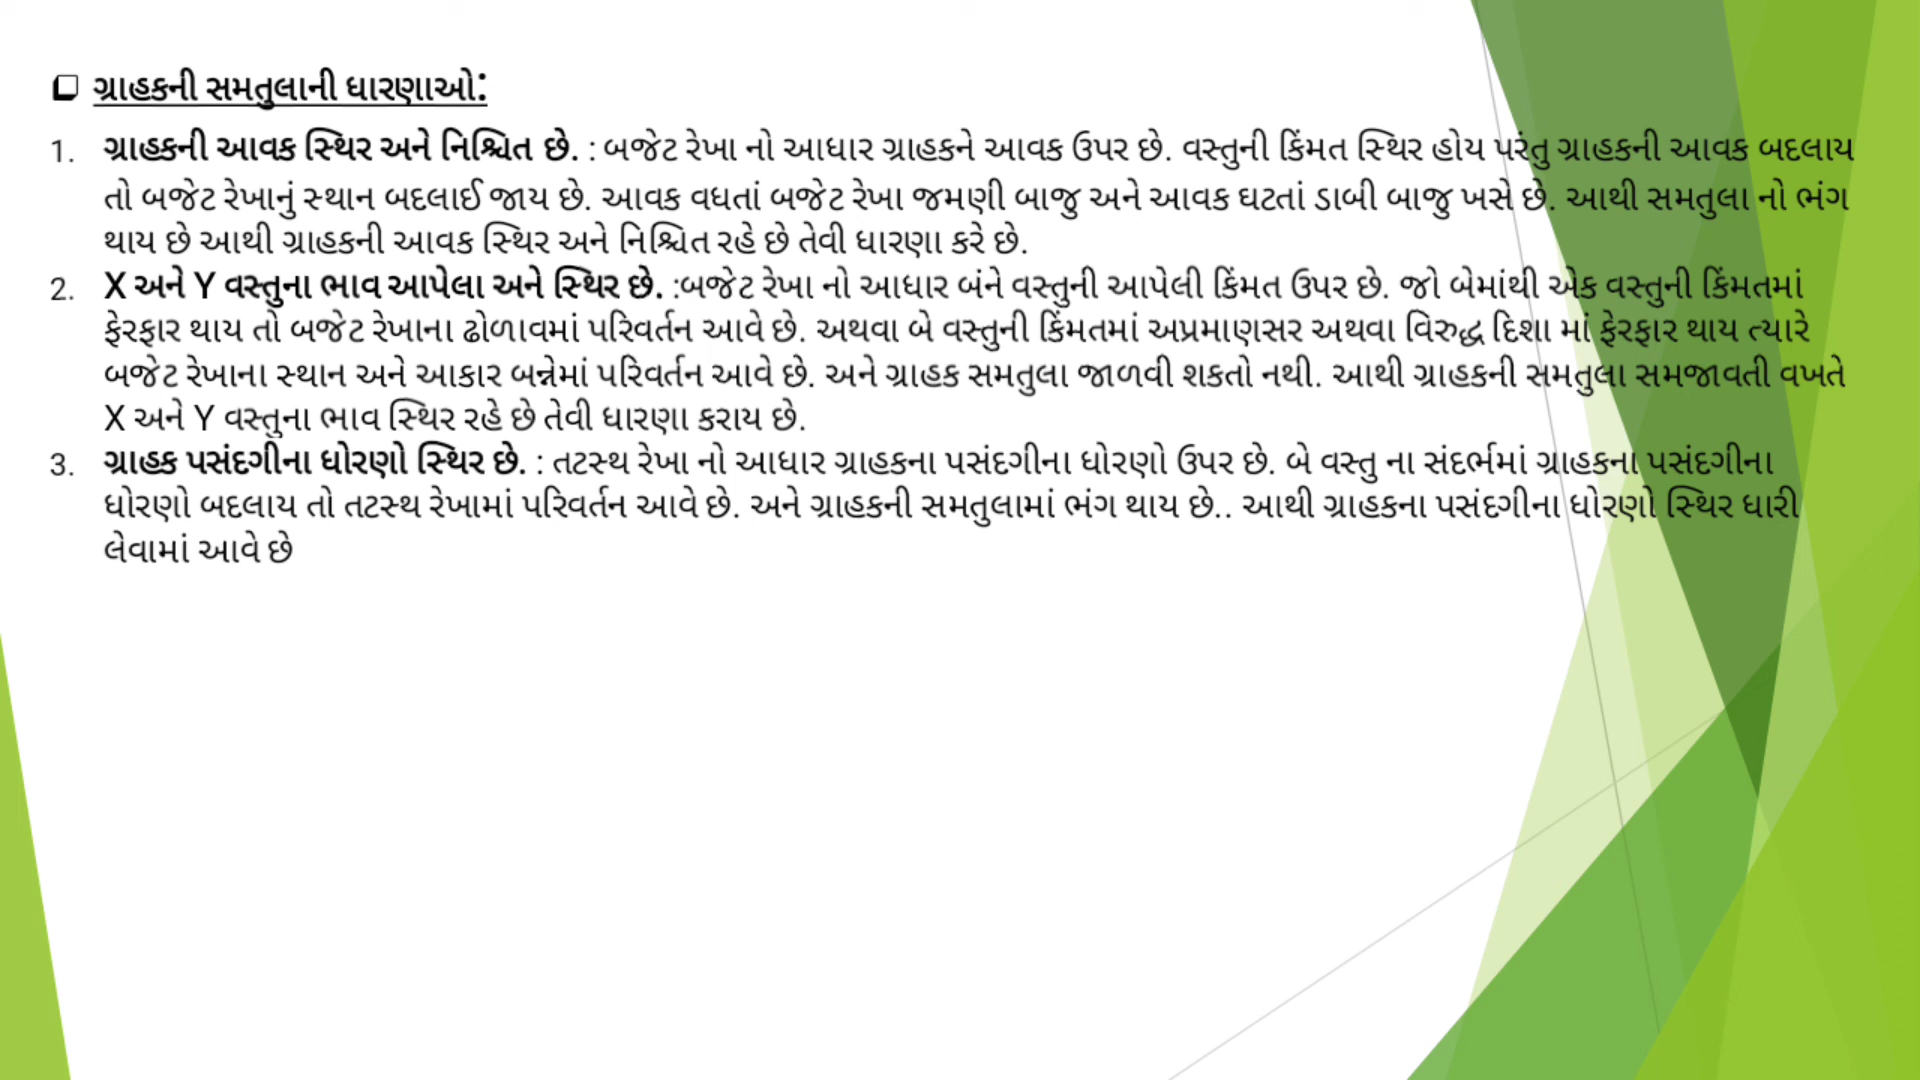 ગ્રાહકની સમતુલાની ધારણાઓ:
1. ગ્રાહકની આવક સ્થિર અને નિશ્ચિત છે. : બજેટ રેખા નો આધાર ગ્રાહકને આવક ઉપર છે. વસ્તુની કિંમત સ્થિર હોય પરંતુ ગ્રાહકની આવક બદલાય
તો બજેટ રેખાનું સ્થાન બદલાઈ જાય છે. આવક વધતાં બજેટ રેખા જમણી બાજુ અને આવક ઘટતાં ડાબી બાજુ ખસે છે. આથી સમતુલા નો ભંગ
થાય છે આથી ગ્રાહકની આવક સ્થિર અને નિશ્ચિત રહે છે તેવી ધારણા કરે છે.
2. X અને Y વસ્તુના ભાવ આપેલા અને સ્થિર છે. :બજેટ રેખા નો આધાર બંને વસ્તુની આપેલી કિંમત ઉપર છે. જો બેમાંથી એક વસ્તુની કિંમતમાં
ફેરફાર થાય તો બજેટ રેખાના ઢોળાવમાં પરિવર્તન આવે છે. અથવા બે વસ્તુની કિંમતમાં અપ્રમાણસર અથવા વિરુદ્ધ દિશા માં ફેરફાર થાય ત્યારે
બજેટ રેખાના સ્થાન અને આકાર બન્નેમાં પરિવર્તન આવે છે. અને ગ્રાહક સમતુલા જાળવી શકતો નથી. આથી ગ્રાહકની સમતુલા સમજાવતી વખતે
X અને Y વસ્તુના ભાવ સ્થિર રહે છે તેવી ધારણા કરાય છે.
3. ગ્રાહક પસંદગીના ધોરણો સ્થિર છે. : તટસ્થ રેખા નો આધાર ગ્રાહકના પસંદગીના ધોરણો ઉપર છે. બે વસ્તુ ના સંદર્ભમાં ગ્રાહકના પસંદગીના
ધોરણો બદલાય તો તટસ્થ રેખામાં પરિવર્તન આવે છે. અને ગ્રાહકની સમતુલામાં ભંગ થાય છે.. આથી ગ્રાહકના પસંદગીના ધોરણો સ્થિર ધારી
લેવામાં આવે છે